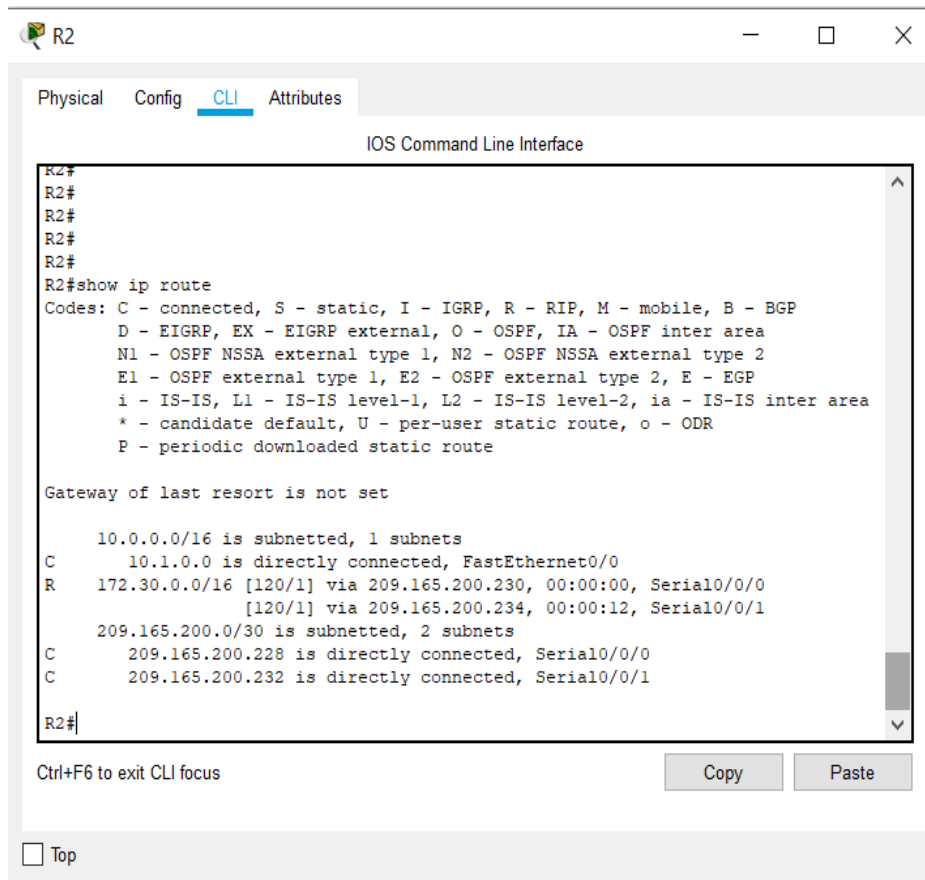 R2
Physical Config CLI Attributes
IOS Command Line Interface
R2#
R2#
R2#
R2#
R2#
R2#show ip route
Codes: C - connected, S - static, I - IGRP, R - RIP, M - mobile, B - BGP
       D - EIGRP, EX - EIGRP external, O - OSPF, IA - OSPF inter area
       N1 - OSPF NSSA external type 1, N2 - OSPF NSSA external type 2
       E1 - OSPF external type 1, E2 - OSPF external type 2, E - EGP
       i - IS-IS, L1 - IS-IS level-1, L2 - IS-IS level-2, ia - IS-IS inter area
       * - candidate default, U - per-user static route, o - ODR
       P - periodic downloaded static route
Gateway of last resort is not set
     10.0.0.0/16 is subnetted, 1 subnets
C       10.1.0.0 is directly connected, FastEthernet0/0
R    172.30.0.0/16 [120/1] via 209.165.200.230, 00:00:00, Serial0/0/0
                   [120/1] via 209.165.200.234, 00:00:12, Serial0/0/1
     209.165.200.0/30 is subnetted, 2 subnets
C       209.165.200.228 is directly connected, Serial0/0/0
C       209.165.200.232 is directly connected, Serial0/0/1
R2#
Ctrl+F6 to exit CLI focus Copy Paste
Top